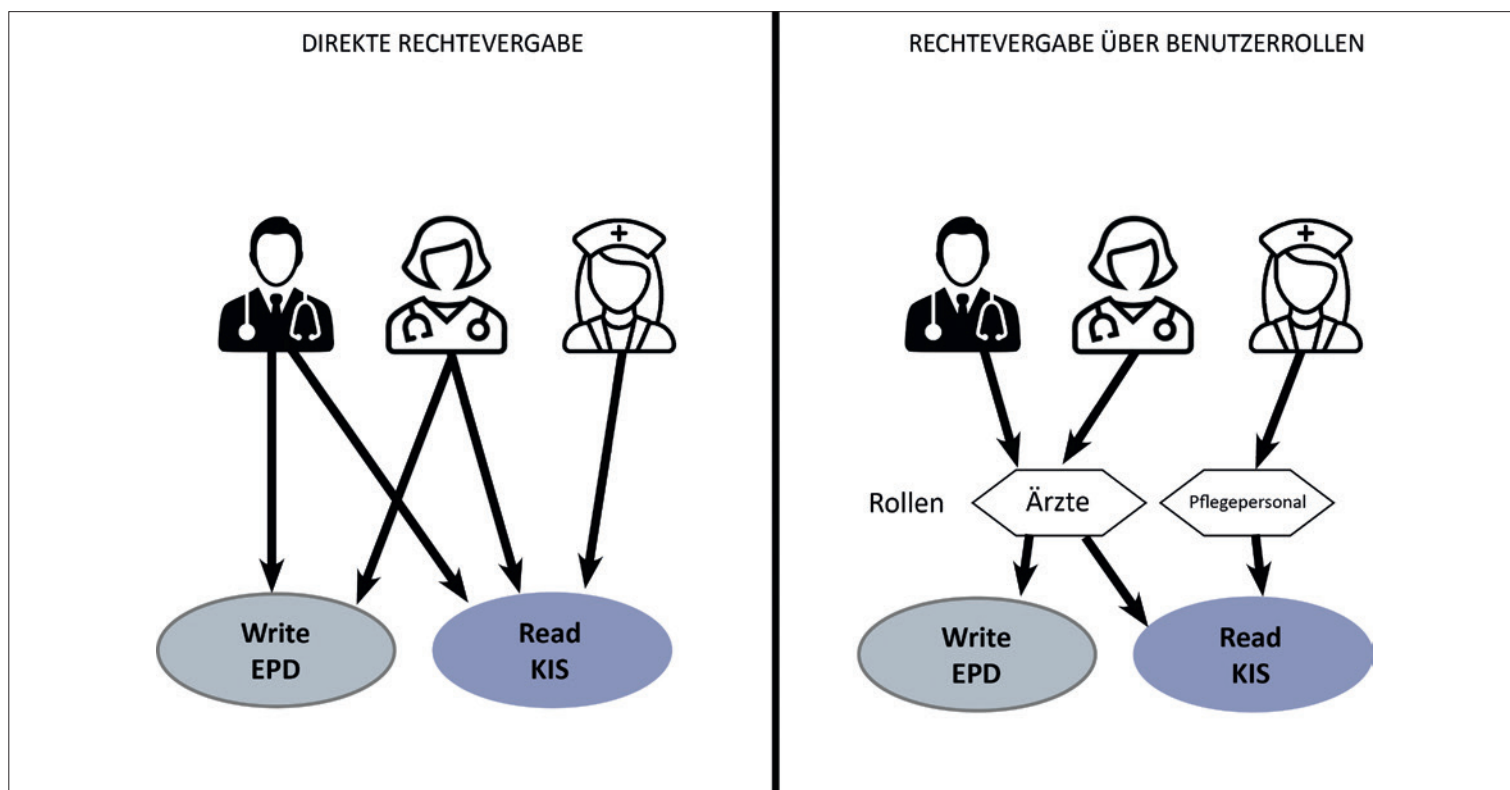 DIREKTE RECHTEVERGABE
Write
EPD
Read
KIS
RECHTEVERGABE ÜBER BENUTZERROLLEN
Rollen
Ärzte
Pflegepersonal
Write
EPD
Read
KIS